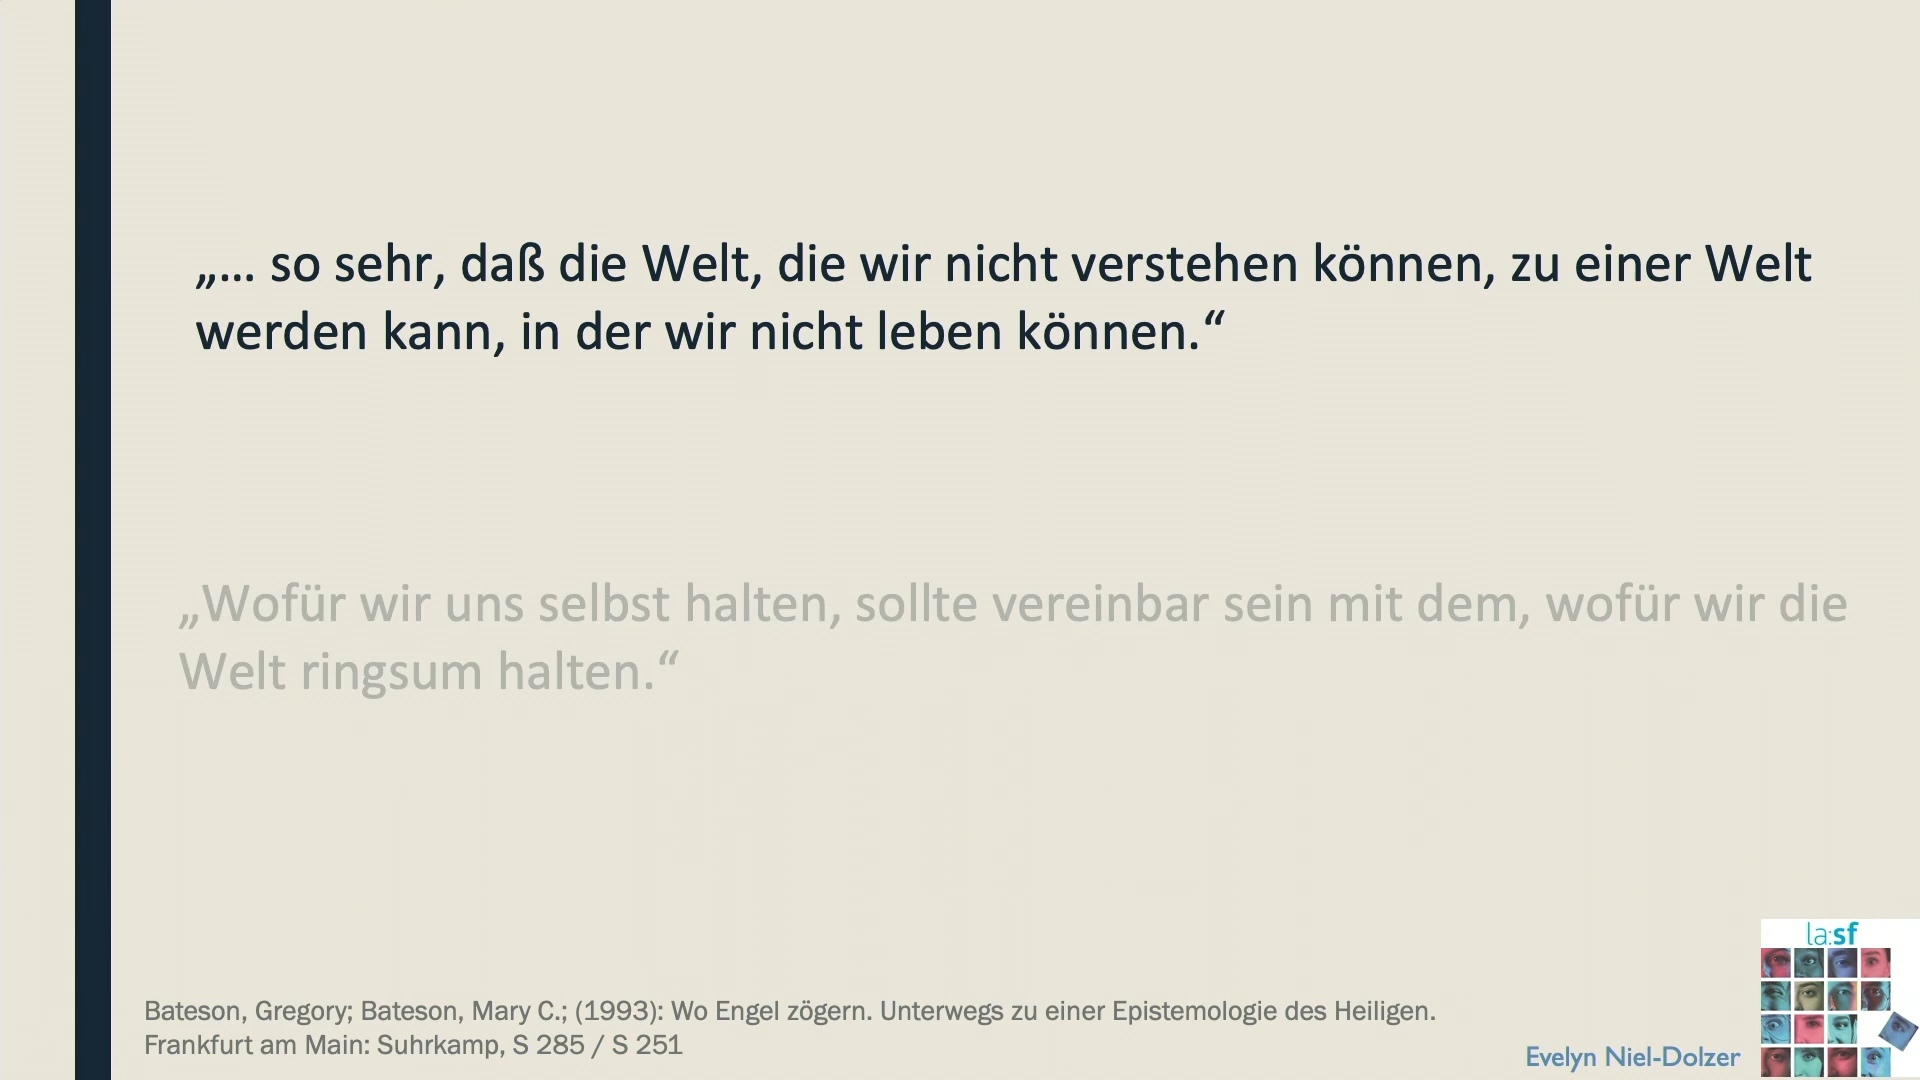 „… so sehr, daß die Welt, die wir nicht verstehen können, zu einer Welt
werden kann, in der wir nicht leben können.“
„Wofür wir uns selbst halten, sollte vereinbar sein mit dem, wofür wir die
Welt ringsum halten.“
Bateson, Gregory; Bateson, Mary C.; (1993): Wo Engel zögern. Unterwegs zu einer Epistemologie des Heiligen.
Frankfurt am Main: Suhrkamp, S 285 / S 251
Evelyn Niel-Dolzer
la:sf